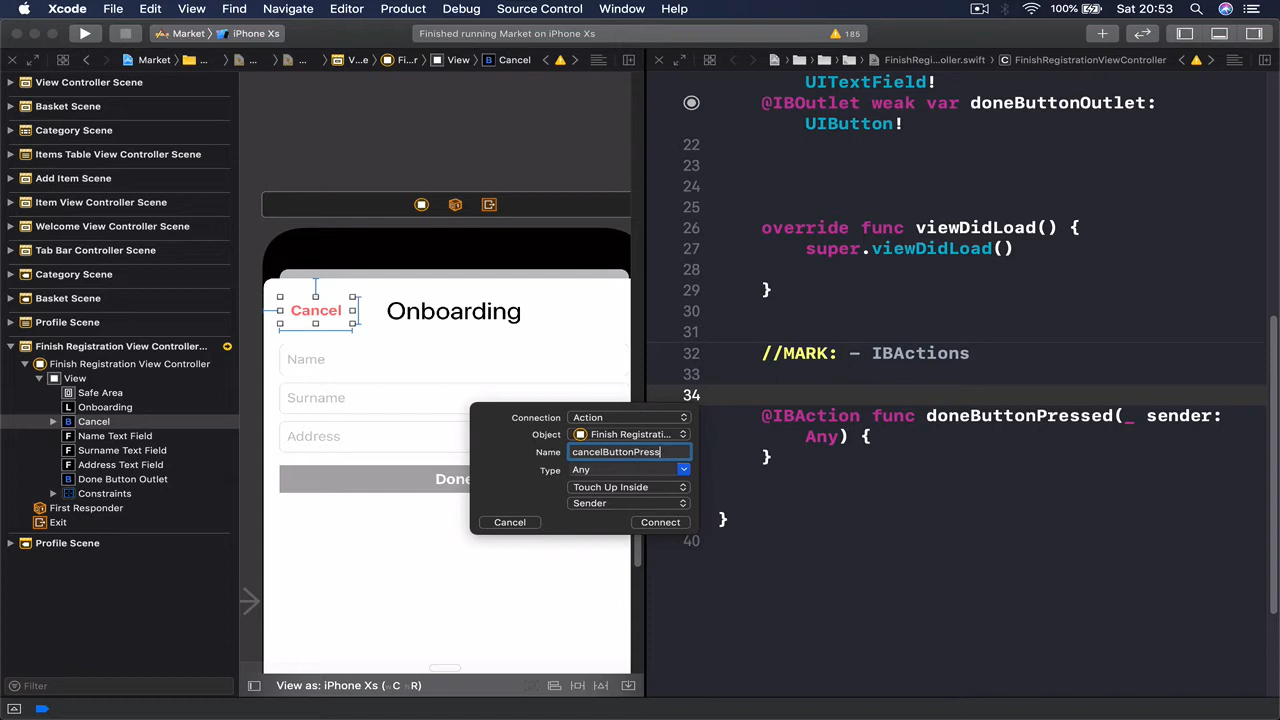 Xcode File Edit View Find Navigate Editor Product Debug Source Control Window Help 100% Sat 20:53
Market iPhone Xs Finished running Market on iPhone Xs 185
Market V...e Fi...r View Cancel
FinishRegi...oller.swift FinishRegistrationViewController
View Controller Scene
Basket Scene
Category Scene
Items Table View Controller Scene
Add Item Scene
Item View Controller Scene
Welcome View Controller Scene
Tab Bar Controller Scene
Category Scene
Basket Scene
Profile Scene
Finish Registration View Controller...
Finish Registration View Controller
View
Safe Area
L Onboarding
B Cancel
F Name Text Field
F Surname Text Field
F Address Text Field
B Done Button Outlet
Constraints
First Responder
Exit
Profile Scene
Filter
Cancel Onboarding
Name
Surname
Address
Done
View as: iPhone Xs (wC hR)
Connection Action
Object Finish Registrati...
Name cancelButtonPress
Type Any
Touch Up Inside
Sender
Cancel Connect
UITextField!
@IBOutlet weak var doneButtonOutlet:
UIButton!
22
23
24
25
26 override func viewDidLoad() {
27 super.viewDidLoad()
28
29 }
30
31
32 //MARK: - IBActions
33
34
@IBAction func doneButtonPressed(_ sender:
Any) {
}
}
40